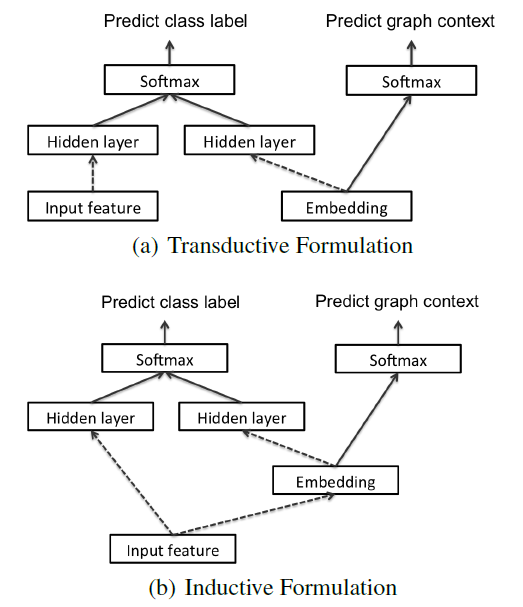 Predict class label Predict graph context
Softmax Softmax
Hidden layer Hidden layer
Input feature Embedding
(a) Transductive Formulation
Predict class label Predict graph context
Softmax Softmax
Hidden layer Hidden layer
Embedding
Input feature
(b) Inductive Formulation